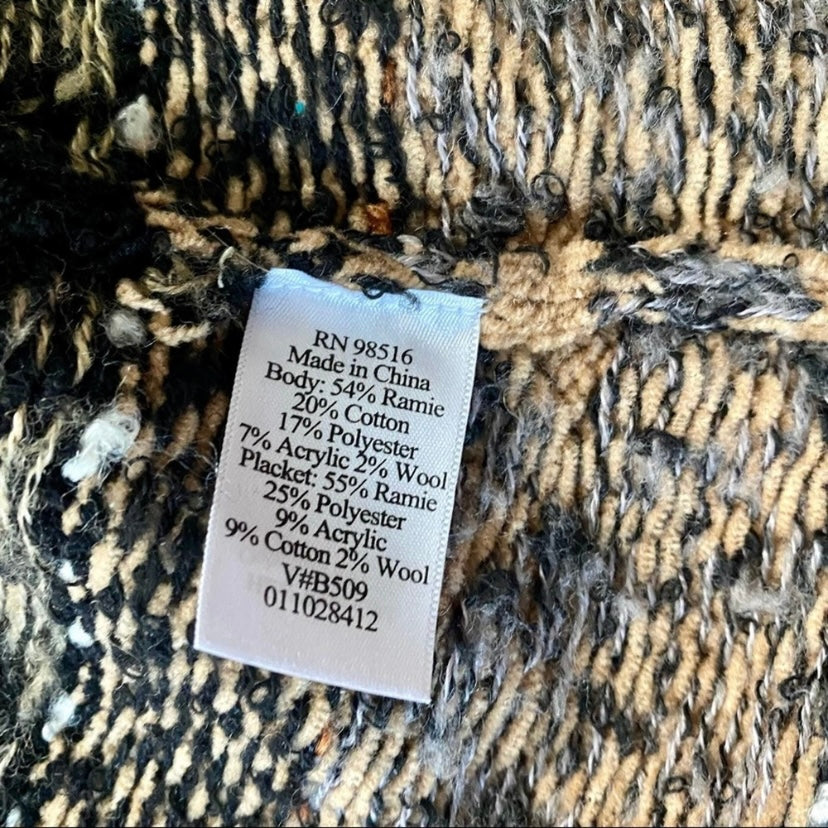 RN 98516
Made in China
Body: 54% Ramie
20% Cotton
17% Polyester
7% Acrylic 2% Wool
Placket: 55% Ramie
25% Polyester
9% Acrylic
9% Cotton 2% Wool
V#B509
011028412